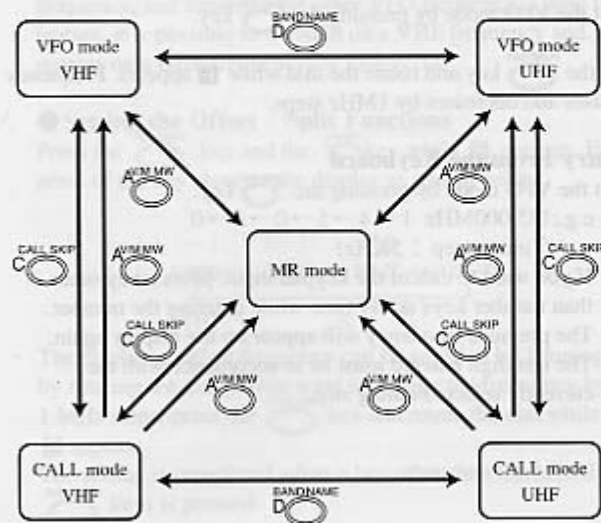 BAND NAME
D
VFO mode
VHF
VFO mode
UHF
V/M.MW
A
V/M.MW
A
CALL SKIP
C
V/M.MW
A
V/M.MW
A
CALL SKIP
C
MR mode
CALL SKIP
C
CALL SKIP
C
V/M.MW
A
V/M.MW
A
CALL mode
VHF
CALL mode
UHF
BAND NAME
D